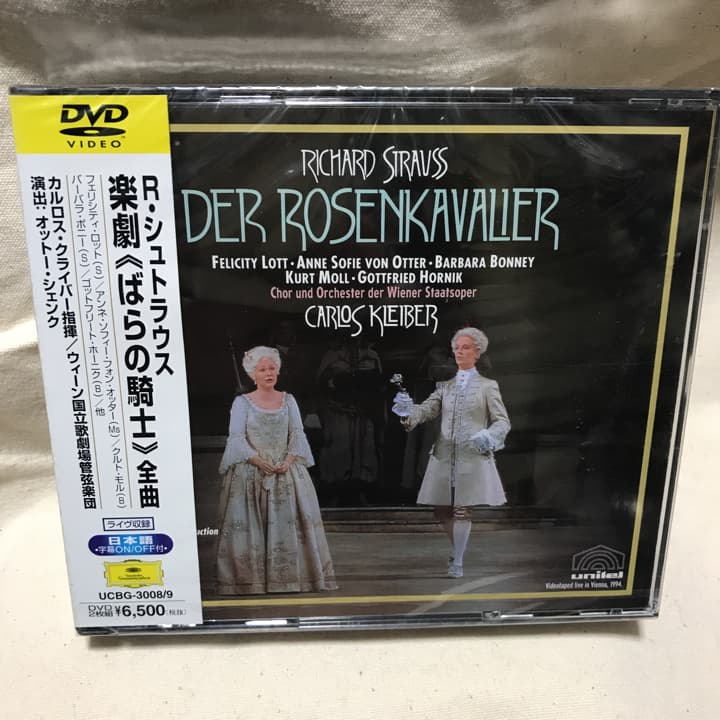 DVD
VIDEO
R・シュトラウス
楽劇《ばらの騎士》全曲
フェリシティ・ロット(S)/アンネ・ソフィー・フォン・オッター(Ms)/クルト・モル(B)
バーバラ・ボニー(S)/ゴットフリート・ホーニク(B)/他
カルロス・クライバー指揮/ウィーン国立歌劇場管弦楽団
演出:オットー・シェンク
ライヴ収録
日本語
・字幕ON/OFF付・
Deutsche Grammophon
UCBG-3008/9
DVD 2枚組 ¥6,500(税抜)
RICHARD STRAUSS
DER ROSENKAVALIER
FELICITY LOTT・ANNE SOFIE VON OTTER・BARBARA BONNEY
KURT MOLL・GOTTFRIED HORNIK
Chor und Orchester der Wiener Staatsoper
CARLOS KLEIBER
uction
unitel
Videotaped live in Vienna, 1994.